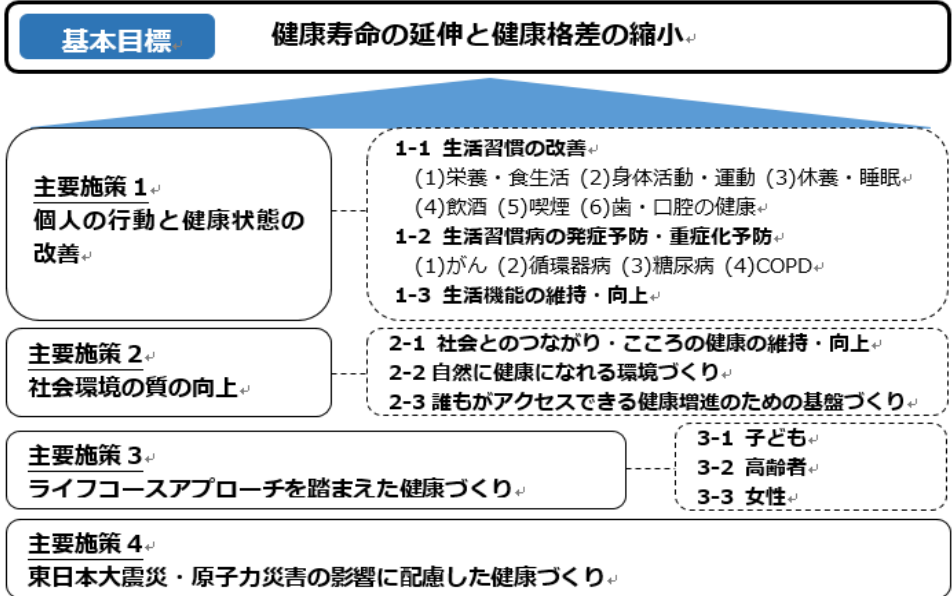 基本目標
健康寿命の延伸と健康格差の縮小
主要施策 1
個人の行動と健康状態の
改善
1-1 生活習慣の改善
(1)栄養・食生活 (2)身体活動・運動 (3)休養・睡眠
(4)飲酒 (5)喫煙 (6)歯・口腔の健康
1-2 生活習慣病の発症予防・重症化予防
(1)がん (2)循環器病 (3)糖尿病 (4)COPD
1-3 生活機能の維持・向上
主要施策 2
社会環境の質の向上
2-1 社会とのつながり・こころの健康の維持・向上
2-2 自然に健康になれる環境づくり
2-3 誰もがアクセスできる健康増進のための基盤づくり
主要施策 3
ライフコースアプローチを踏まえた健康づくり
3-1 子ども
3-2 高齢者
3-3 女性
主要施策 4
東日本大震災・原子力災害の影響に配慮した健康づくり